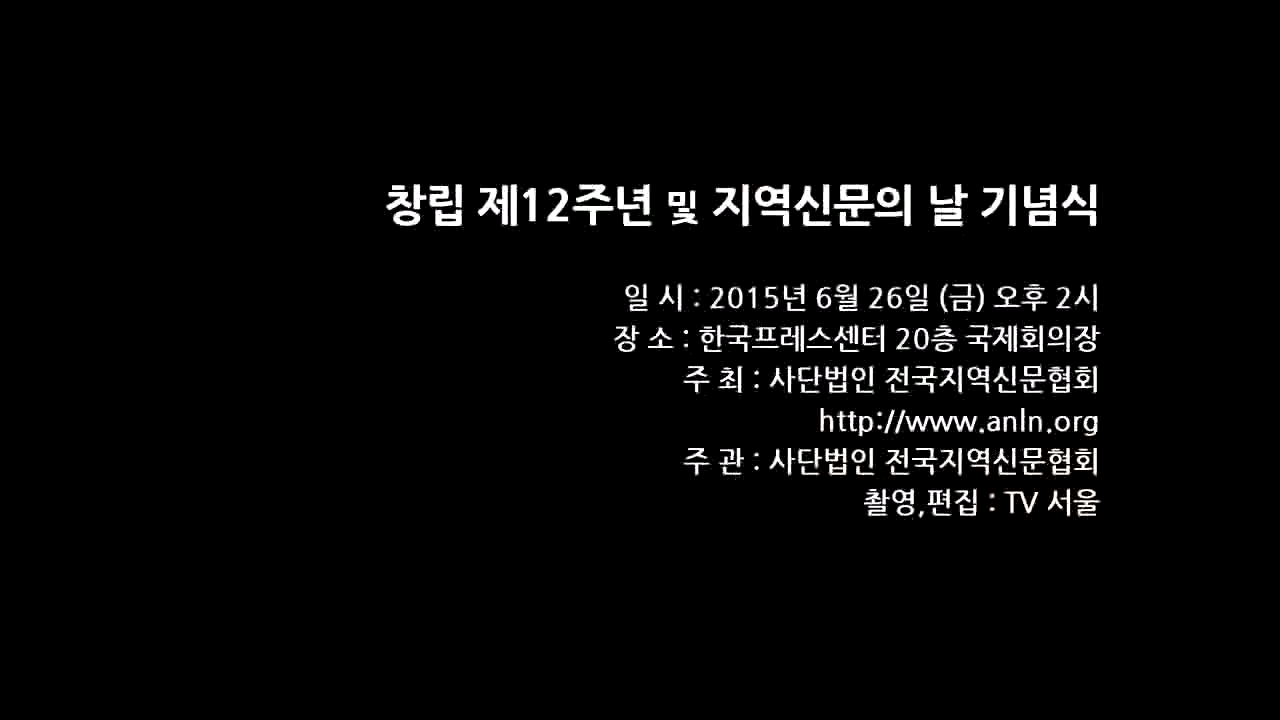 창립 제12주년 및 지역신문의 날 기념식
일 시 : 2015년 6월 26일 (금) 오후 2시
장 소 : 한국프레스센터 20층 국제회의장
주 최 : 사단법인 전국지역신문협회
http://www.anln.org
주 관 : 사단법인 전국지역신문협회
촬영,편집 : TV 서울